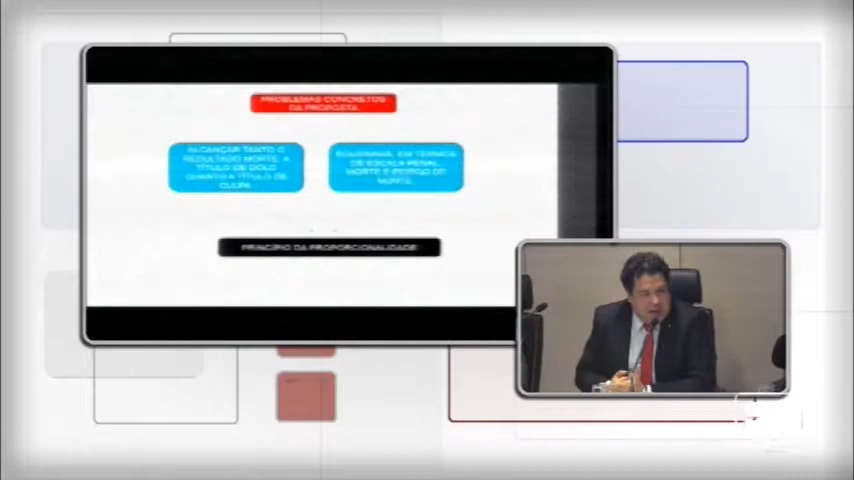 PROBLEMAS CONCRETOS
DA PROPOSTA
ALCANÇAR TANTO O
RESULTADO MORTE, A
TÍTULO DE DOLO
QUANTO A TÍTULO DE
CULPA
EQUIPARAR, EM TERMOS
DE ESCALA PENAL,
MORTE E PERIGO DE
MORTE.
PRINCÍPIO DA PROPORCIONALIDADE